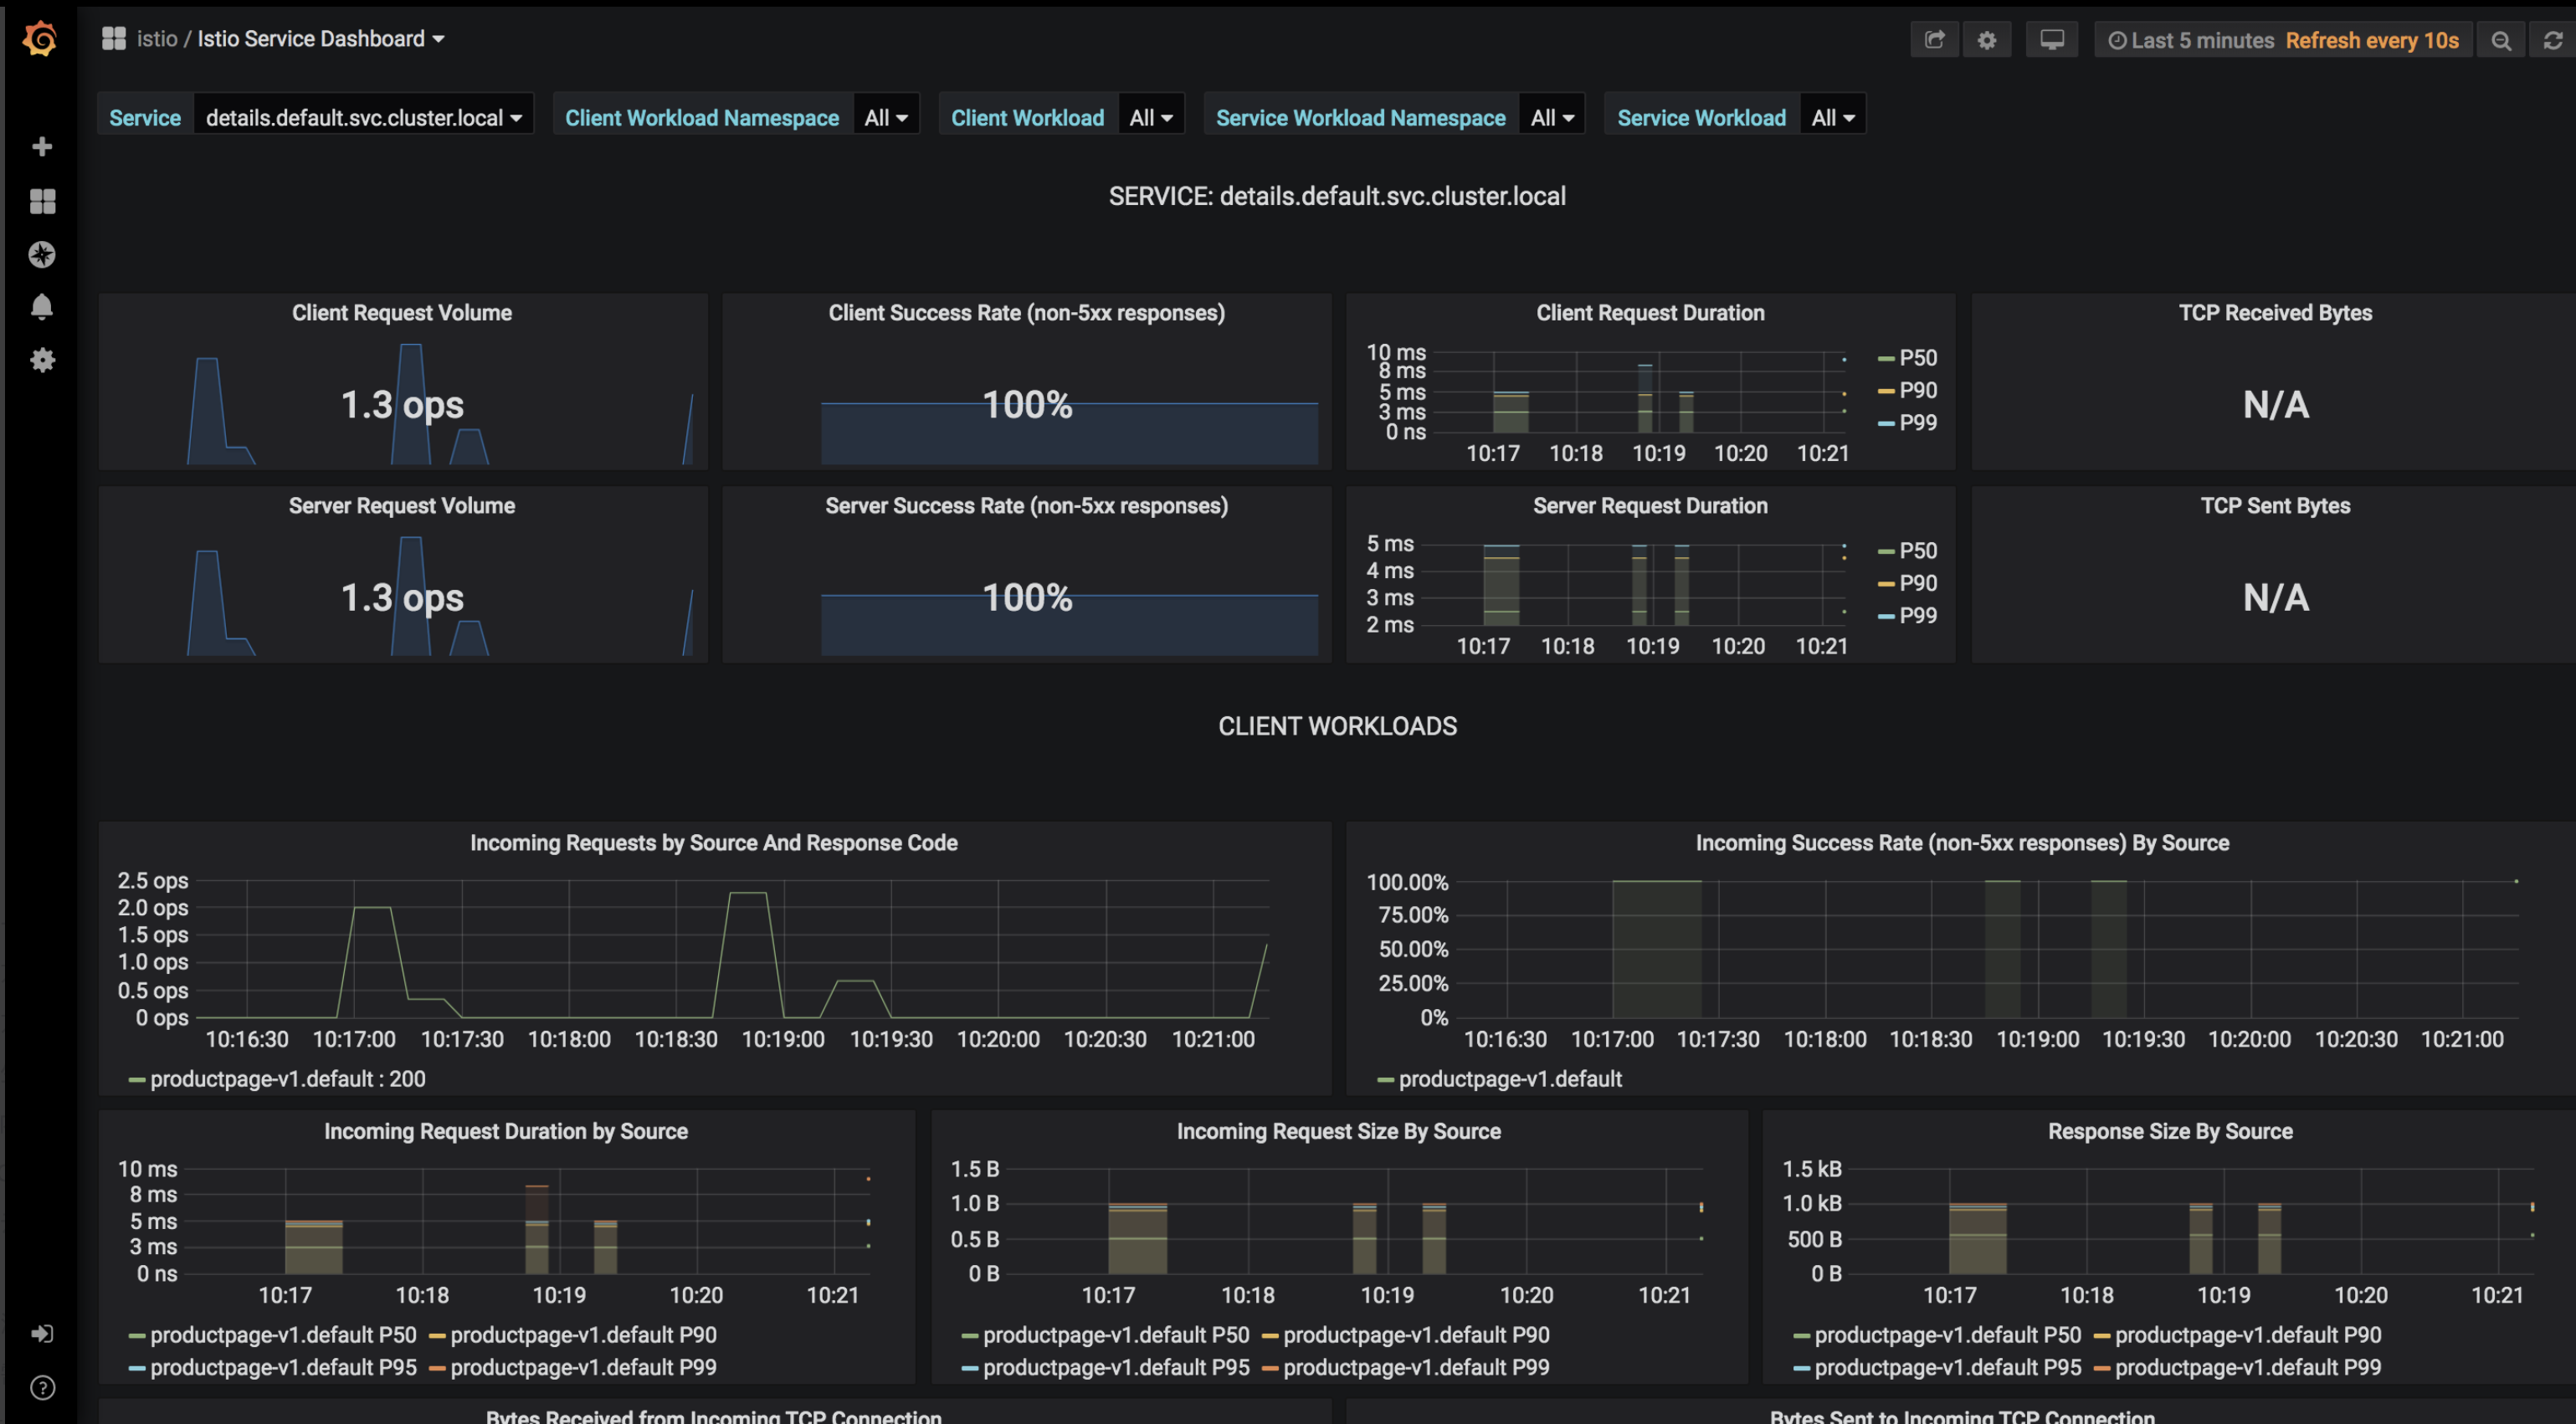 istio / Istio Service Dashboard
Last 5 minutes Refresh every 10s
Service details.default.svc.cluster.local Client Workload Namespace All Client Workload All Service Workload Namespace All Service Workload All
SERVICE: details.default.svc.cluster.local
Client Request Volume
1.3 ops
Client Success Rate (non-5xx responses)
100%
Client Request Duration
10 ms
8 ms
5 ms
3 ms
0 ns
10:17 10:18 10:19 10:20 10:21
P50
P90
P99
TCP Received Bytes
N/A
Server Request Volume
1.3 ops
Server Success Rate (non-5xx responses)
100%
Server Request Duration
5 ms
4 ms
3 ms
2 ms
10:17 10:18 10:19 10:20 10:21
P50
P90
P99
TCP Sent Bytes
N/A
CLIENT WORKLOADS
Incoming Requests by Source And Response Code
2.5 ops
2.0 ops
1.5 ops
1.0 ops
0.5 ops
0 ops
10:16:30 10:17:00 10:17:30 10:18:00 10:18:30 10:19:00 10:19:30 10:20:00 10:20:30 10:21:00
productpage-v1.default : 200
Incoming Success Rate (non-5xx responses) By Source
100.00%
75.00%
50.00%
25.00%
0%
10:16:30 10:17:00 10:17:30 10:18:00 10:18:30 10:19:00 10:19:30 10:20:00 10:20:30 10:21:00
productpage-v1.default
Incoming Request Duration by Source
10 ms
8 ms
5 ms
3 ms
0 ns
10:17 10:18 10:19 10:20 10:21
productpage-v1.default P50 productpage-v1.default P90
productpage-v1.default P95 productpage-v1.default P99
Incoming Request Size By Source
1.5 B
1.0 B
0.5 B
0 B
10:17 10:18 10:19 10:20 10:21
productpage-v1.default P50 productpage-v1.default P90
productpage-v1.default P95 productpage-v1.default P99
Response Size By Source
1.5 kB
1.0 kB
500 B
0 B
10:17 10:18 10:19 10:20 10:21
productpage-v1.default P50 productpage-v1.default P90
productpage-v1.default P95 productpage-v1.default P99
Bytes Received from Incoming TCP Connection
Bytes Sent to Incoming TCP Connection